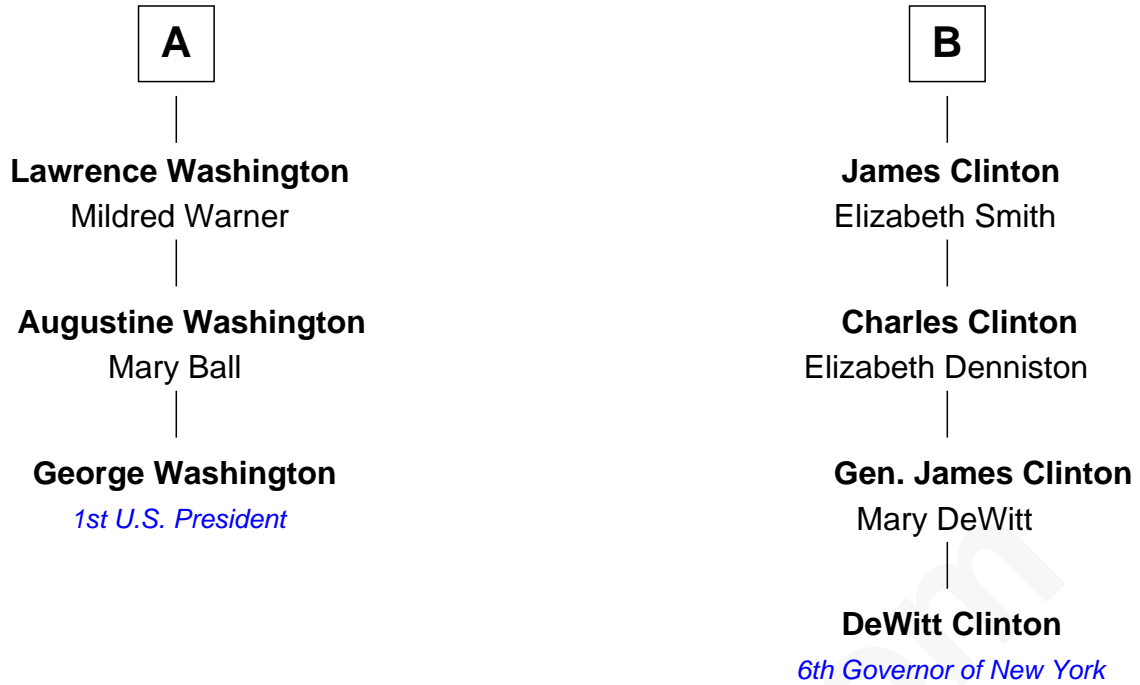 A
Lawrence Washington
Mildred Warner
Augustine Washington
Mary Ball
George Washington
1st U.S. President
B
James Clinton
Elizabeth Smith
Charles Clinton
Elizabeth Denniston
Gen. James Clinton
Mary DeWitt
DeWitt Clinton
6th Governor of New York